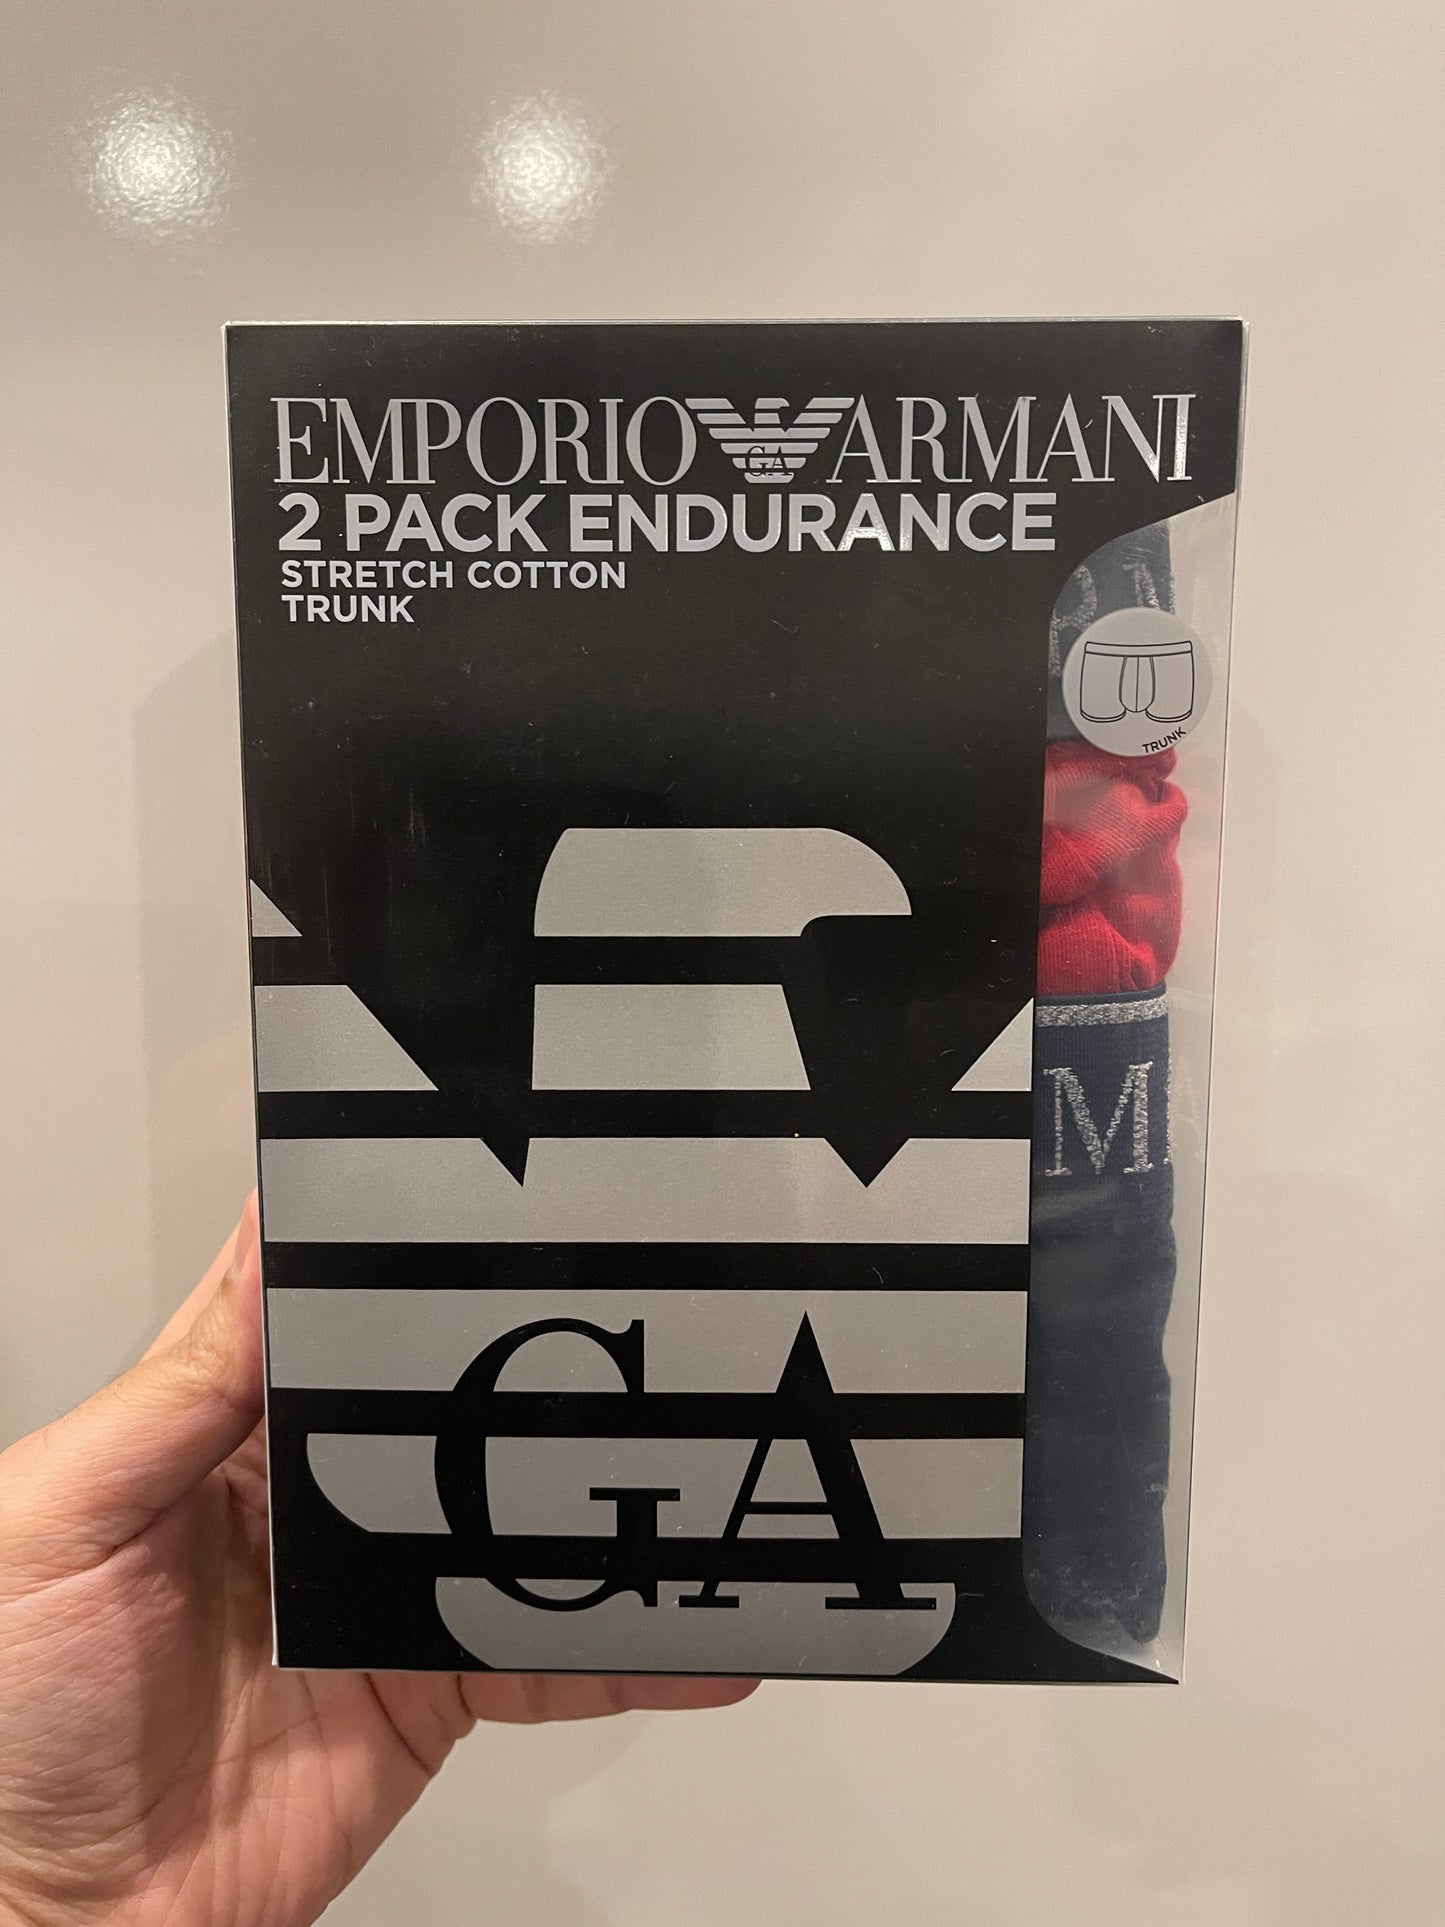 EMPORIO GA ARMANI
2 PACK ENDURANCE
STRETCH COTTON
TRUNK
TRUNK
M
GA